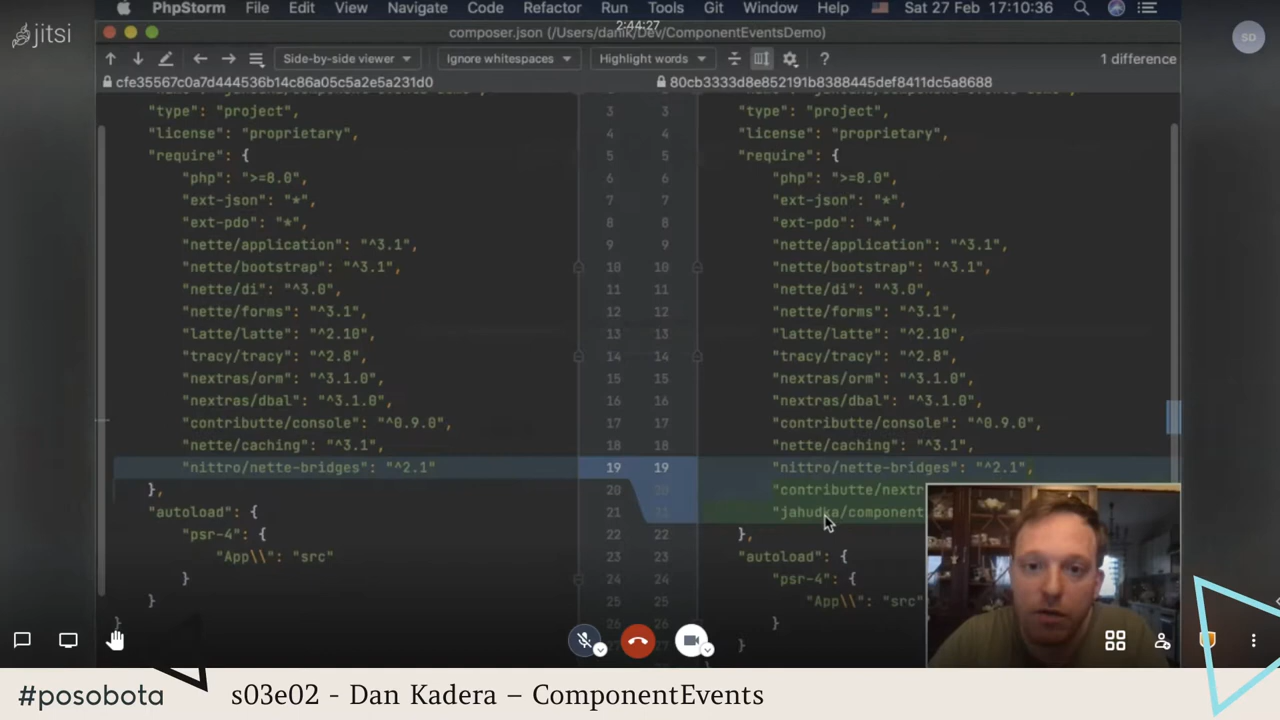 PhpStorm File Edit View Navigate Code Refactor Run Tools Git Window Help Sat 27 Feb 17:10:36
2:44:27
jitsi
SD
composer.json (/Users/danik/Dev/ComponentEventsDemo)
Side-by-side viewer Ignore whitespaces Highlight words ? 1 difference
cfe35567c0a7d444536b14c86a05c5a2e5a231d0 80cb3333d8e852191b8388445def8411dc5a8688
"type": "project", 3 3 "type": "project",
"license": "proprietary", 4 4 "license": "proprietary",
"require": { 5 5 "require": {
"php": ">=8.0", 6 6 "php": ">=8.0",
"ext-json": "*", 7 7 "ext-json": "*",
"ext-pdo": "*", 8 8 "ext-pdo": "*",
"nette/application": "^3.1", 9 9 "nette/application": "^3.1",
"nette/bootstrap": "^3.1", 10 10 "nette/bootstrap": "^3.1",
"nette/di": "^3.0", 11 11 "nette/di": "^3.0",
"nette/forms": "^3.1", 12 12 "nette/forms": "^3.1",
"latte/latte": "^2.10", 13 13 "latte/latte": "^2.10",
"tracy/tracy": "^2.8", 14 14 "tracy/tracy": "^2.8",
"nextras/orm": "^3.1.0", 15 15 "nextras/orm": "^3.1.0",
"nextras/dbal": "^3.1.0", 16 16 "nextras/dbal": "^3.1.0",
"contributte/console": "^0.9.0", 17 17 "contributte/console": "^0.9.0",
"nette/caching": "^3.1", 18 18 "nette/caching": "^3.1",
"nittro/nette-bridges": "^2.1" 19 19 "nittro/nette-bridges": "^2.1",
}, 20 20 "contributte/nextr
"autoload": { 21 21 "jahudka/component
"psr-4": { 22 22 },
"App\\": "src" 23 23 "autoload": {
} 24 24 "psr-4": {
} 25 25 "App\\": "src"
} 26 26 }
}
#posobota s03e02 - Dan Kadera – ComponentEvents